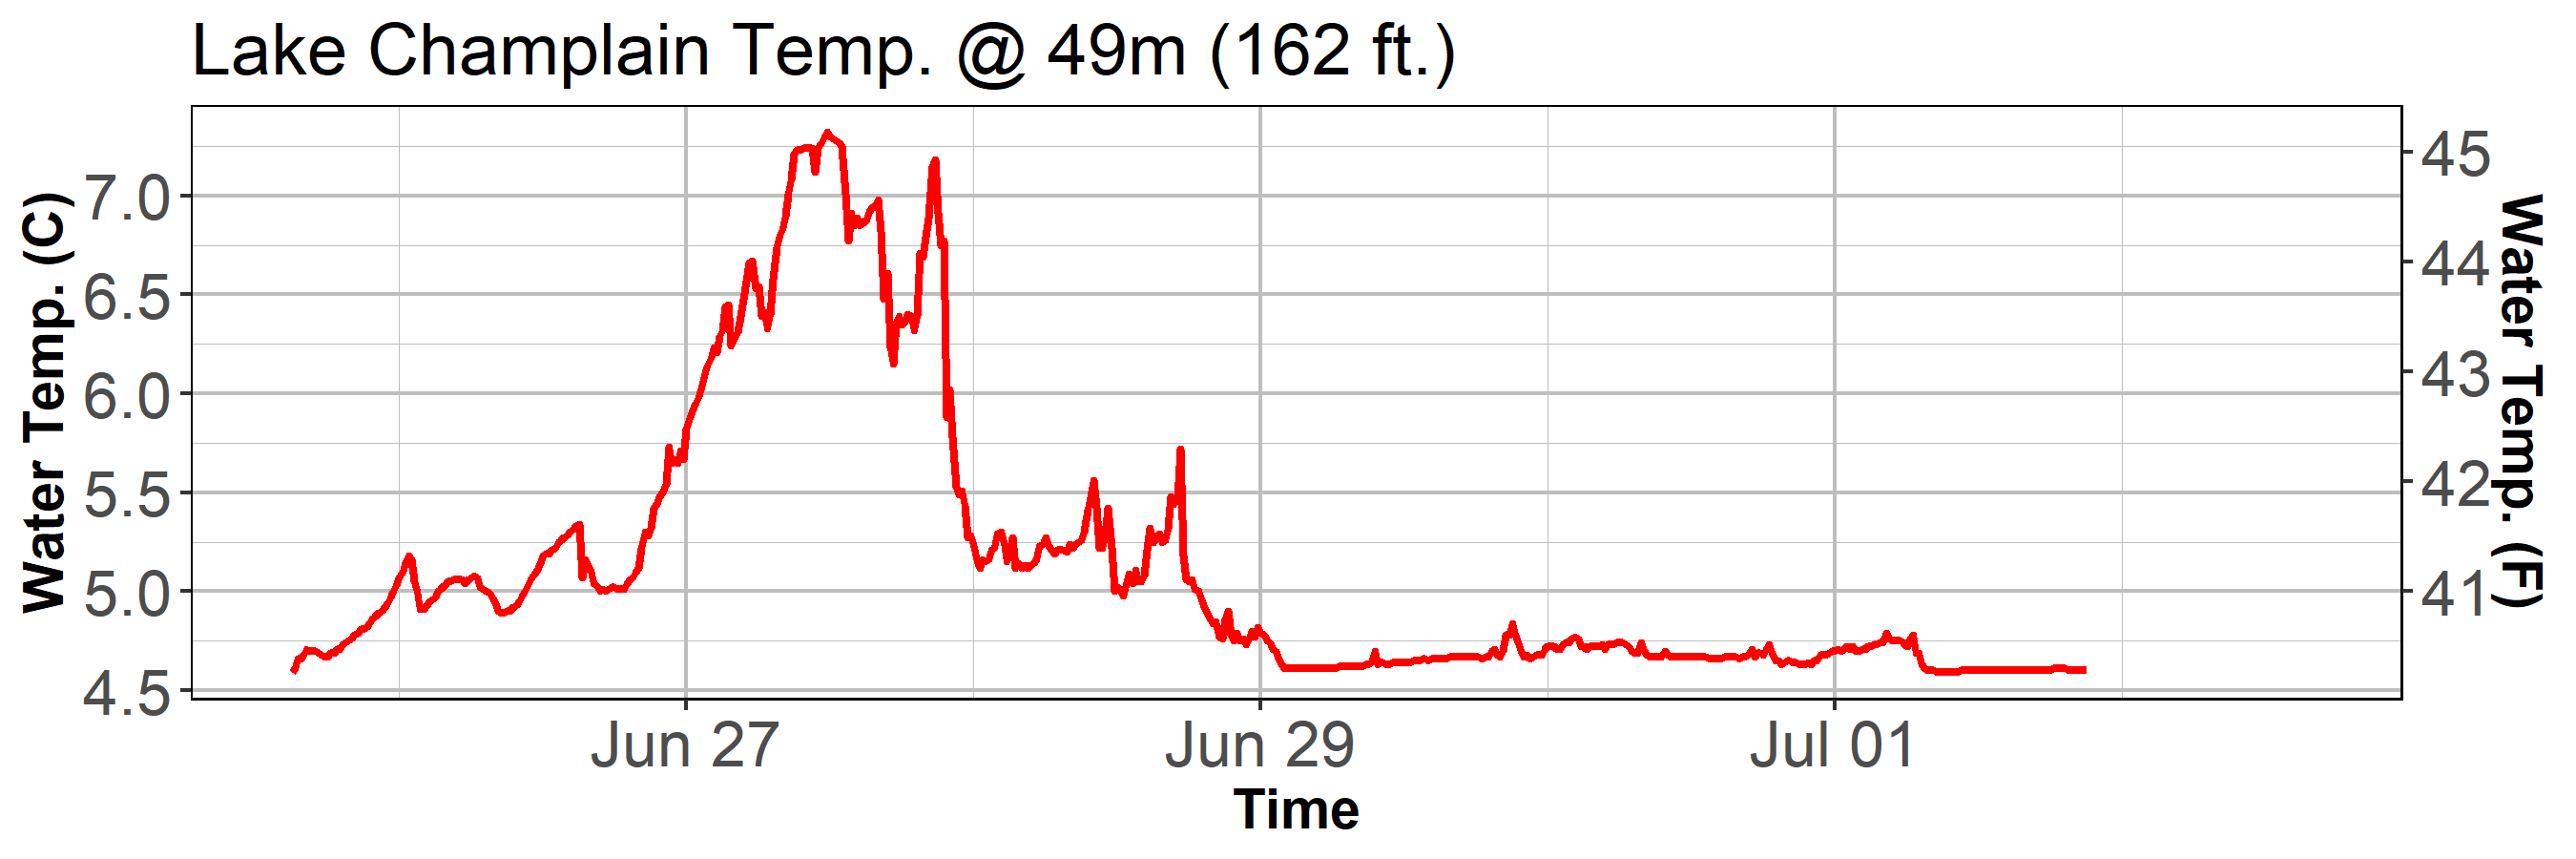 Lake Champlain Temp. @ 49m (162 ft.)
Water Temp. (C)
7.0
6.5
6.0
5.5
5.0
4.5
45
44
43
42
41
Water Temp. (F)
Jun 27
Jun 29
Jul 01
Time